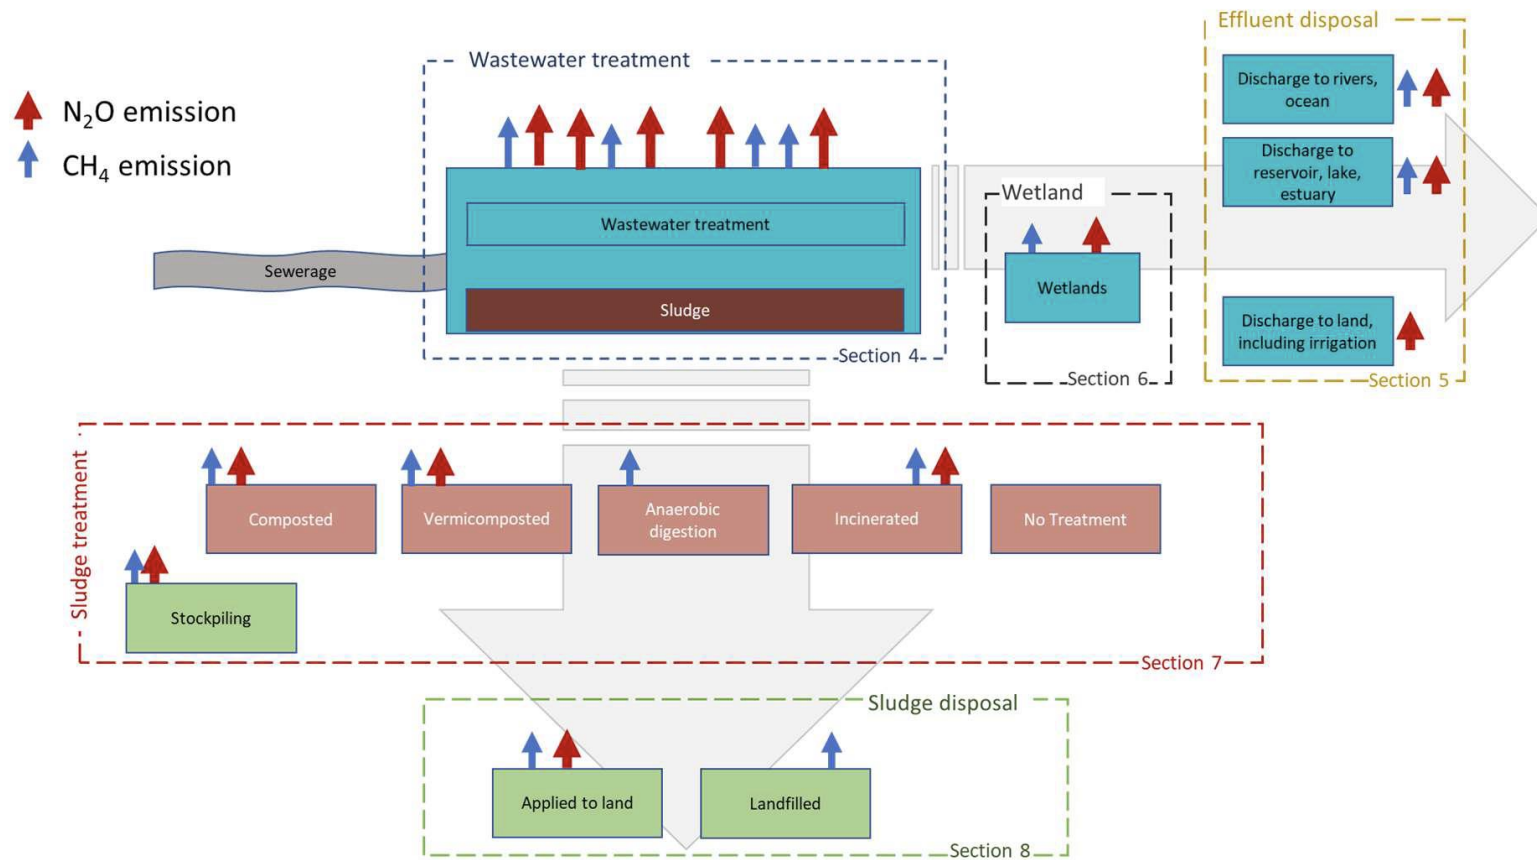 Effluent disposal
Wastewater treatment
N₂O emission
CH₄ emission
Discharge to rivers,
ocean
Discharge to
reservoir, lake,
estuary
Wetland
Wastewater treatment
Sewerage
Wetlands
Sludge
Discharge to land,
including irrigation
Section 4
Section 6
Section 5
Sludge treatment
Composted
Vermicomposted
Anaerobic
digestion
Incinerated
No Treatment
Stockpiling
Section 7
Sludge disposal
Applied to land
Landfilled
Section 8